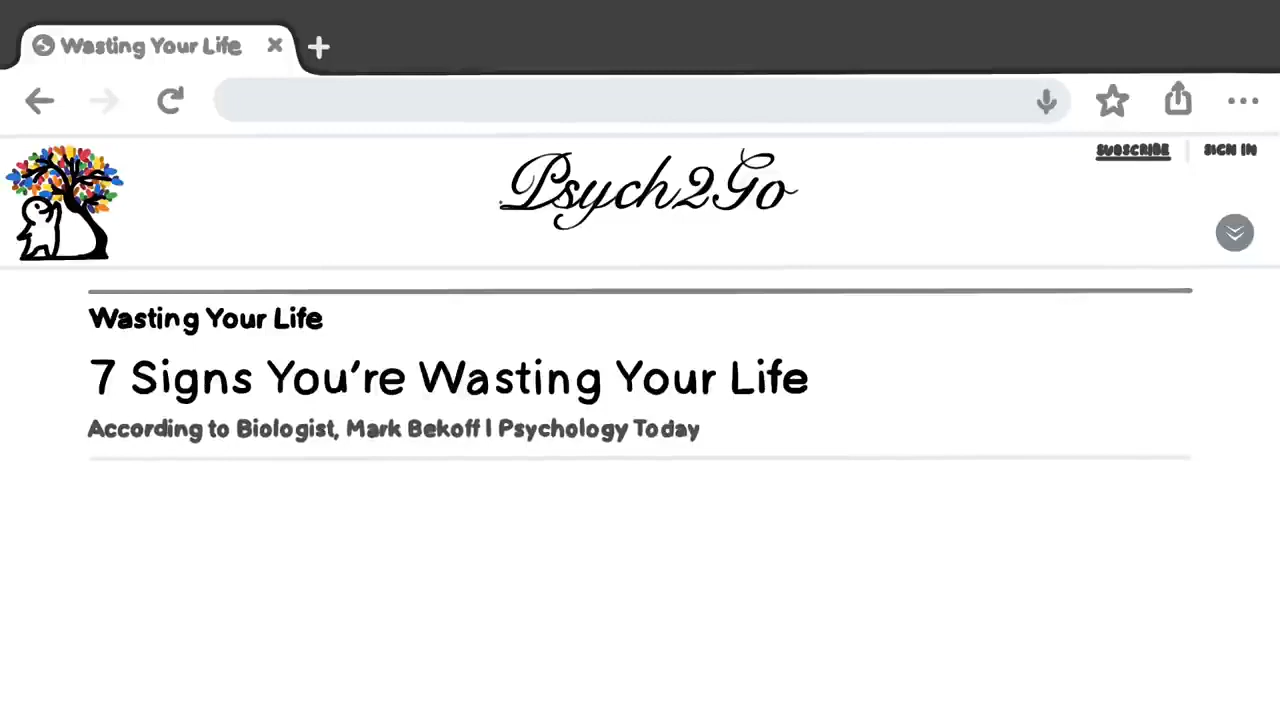 Wasting Your Life
SUBSCRIBE
SIGN IN
Psych2Go
Wasting Your Life
7 Signs You're Wasting Your Life
According to Biologist, Mark Bekoff | Psychology Today